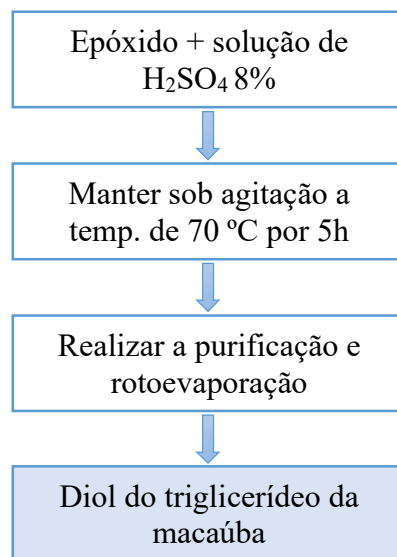 Epóxido + solução de
H₂SO₄ 8%
Manter sob agitação a
temp. de 70 ºC por 5h
Realizar a purificação e
rotoevaporação
Diol do triglicerídeo da
macaúba